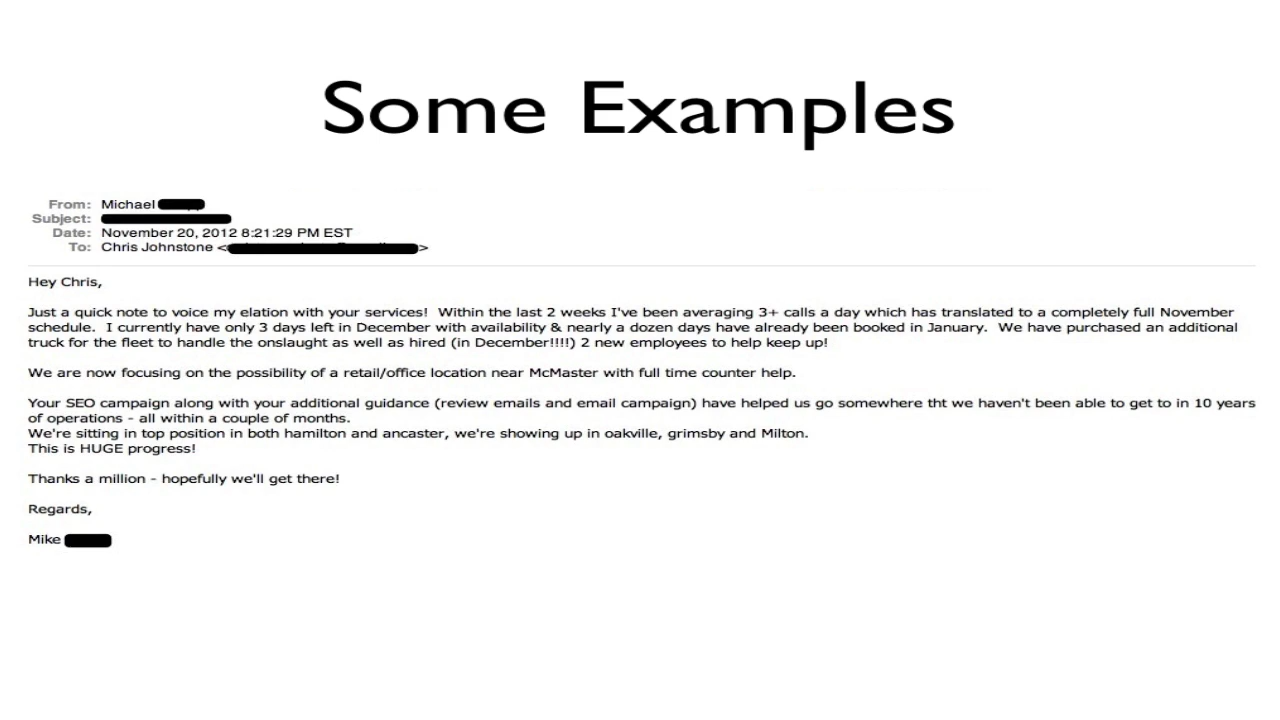 Some Examples
From: Michael
Subject:
Date: November 20, 2012 8:21:29 PM EST
To: Chris Johnstone < >
Hey Chris,
Just a quick note to voice my elation with your services!  Within the last 2 weeks I've been averaging 3+ calls a day which has translated to a completely full November
schedule.  I currently have only 3 days left in December with availability & nearly a dozen days have already been booked in January.  We have purchased an additional
truck for the fleet to handle the onslaught as well as hired (in December!!!!) 2 new employees to help keep up!
We are now focusing on the possibility of a retail/office location near McMaster with full time counter help.
Your SEO campaign along with your additional guidance (review emails and email campaign) have helped us go somewhere tht we haven't been able to get to in 10 years
of operations - all within a couple of months.
We're sitting in top position in both hamilton and ancaster, we're showing up in oakville, grimsby and Milton.
This is HUGE progress!
Thanks a million - hopefully we'll get there!
Regards,
Mike